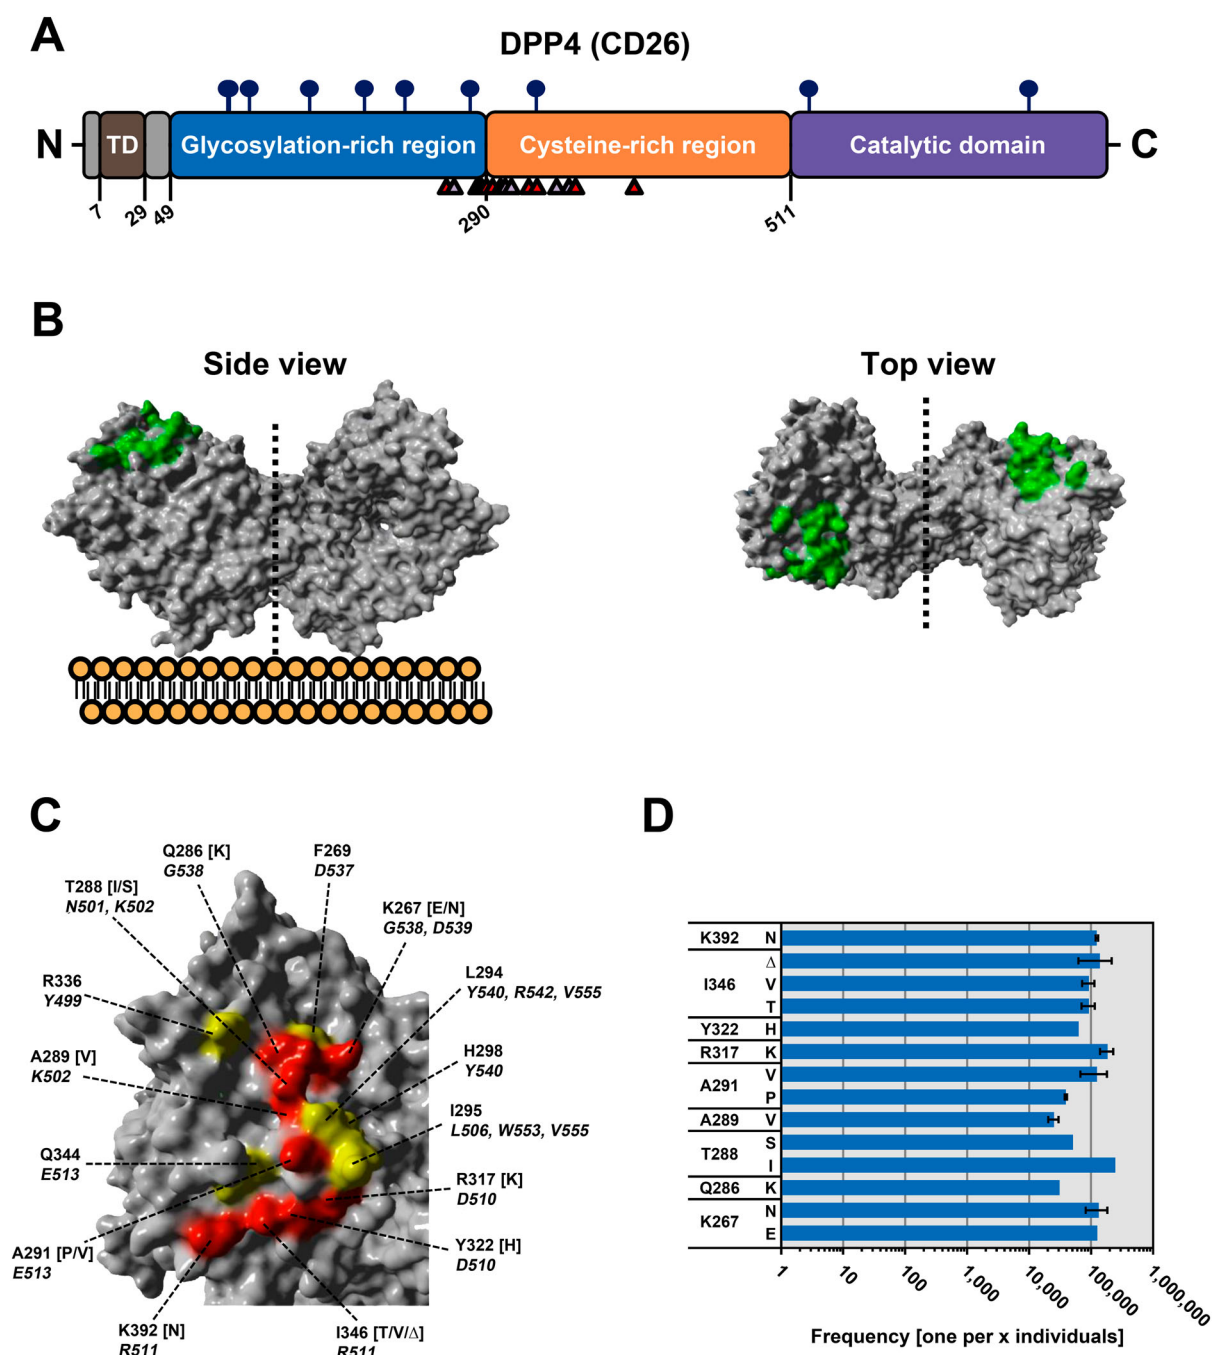 A
DPP4 (CD26)
N
TD
Glycosylation-rich region
Cysteine-rich region
Catalytic domain
C
7
29
49
290
511
B
Side view
Top view
C
Q286 [K]
G538
F269
D537
T288 [I/S]
N501, K502
K267 [E/N]
G538, D539
L294
Y540, R542, V555
R336
Y499
H298
Y540
A289 [V]
K502
I295
L506, W553, V555
Q344
E513
R317 [K]
D510
A291 [P/V]
E513
Y322 [H]
D510
K392 [N]
R511
I346 [T/V/Δ]
R511
D
K392 N
I346 Δ
V
T
Y322 H
R317 K
A291 V
P
A289 V
T288 S
I
Q286 K
K267 N
E
1
10
100
1,000
10,000
100,000
1,000,000
Frequency [one per x individuals]